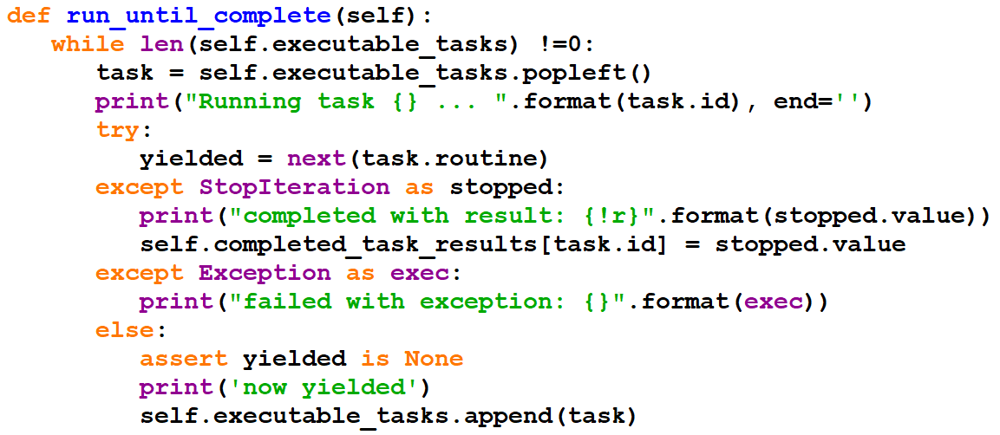 def run_until_complete(self):
   while len(self.executable_tasks) !=0:
      task = self.executable_tasks.popleft()
      print("Running task {} ... ".format(task.id), end='')
      try:
         yielded = next(task.routine)
      except StopIteration as stopped:
         print("completed with result: {!r}".format(stopped.value))
         self.completed_task_results[task.id] = stopped.value
      except Exception as exec:
         print("failed with exception: {}".format(exec))
      else:
         assert yielded is None
         print('now yielded')
         self.executable_tasks.append(task)